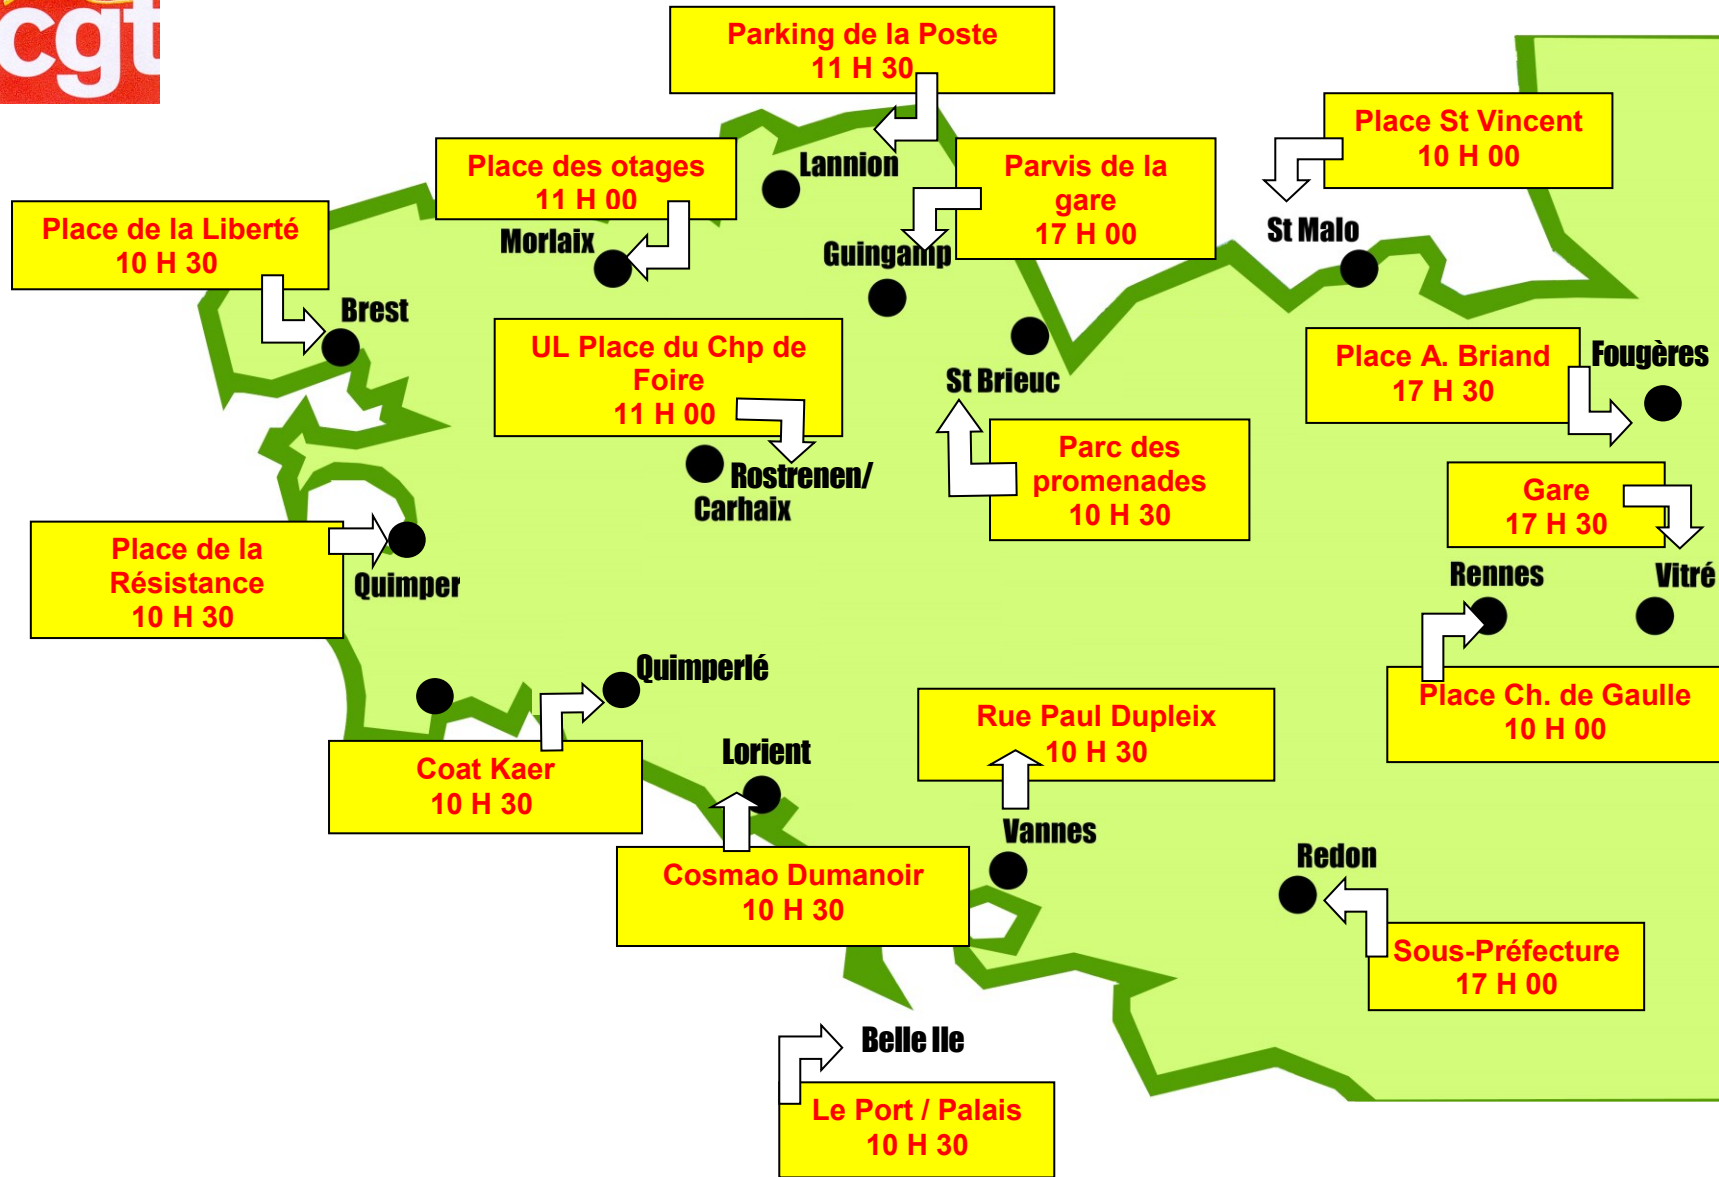 cgt
Parking de la Poste
11 H 30
Place St Vincent
10 H 00
Place des otages
11 H 00
Lannion
Parvis de la
gare
17 H 00
Place de la Liberté
10 H 30
Morlaix
Guingamp
St Malo
Brest
UL Place du Chp de
Foire
11 H 00
St Brieuc
Place A. Briand
17 H 30
Fougères
Rostrenen/
Carhaix
Parc des
promenades
10 H 30
Gare
17 H 30
Place de la
Résistance
10 H 30
Quimper
Rennes
Vitré
Quimperlé
Place Ch. de Gaulle
10 H 00
Rue Paul Dupleix
10 H 30
Coat Kaer
10 H 30
Lorient
Vannes
Cosmao Dumanoir
10 H 30
Redon
Sous-Préfecture
17 H 00
Belle Ile
Le Port / Palais
10 H 30